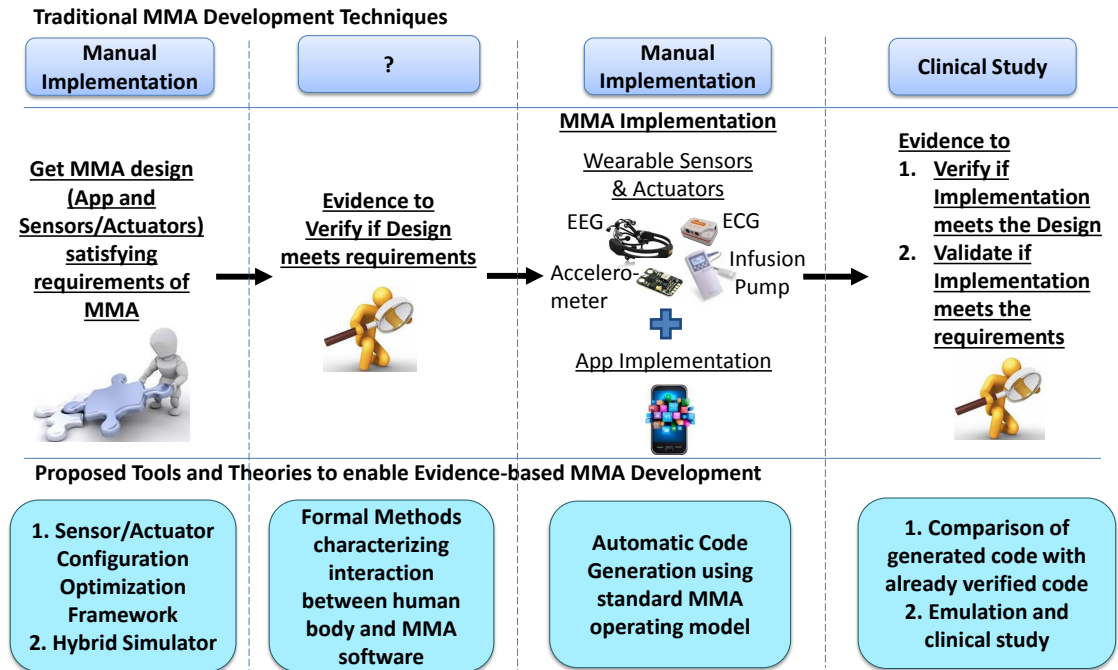 Traditional MMA Development Techniques
Manual
Implementation
?
Manual
Implementation
Clinical Study
Get MMA design
(App and
Sensors/Actuators)
satisfying
requirements of
MMA
Evidence to
Verify if Design
meets requirements
MMA Implementation
Wearable Sensors
& Actuators
EEG
ECG
Accelero-
meter
Infusion
Pump
App Implementation
Evidence to
1. Verify if
Implementation
meets the Design
2. Validate if
Implementation
meets the
requirements
Proposed Tools and Theories to enable Evidence-based MMA Development
1. Sensor/Actuator
Configuration
Optimization
Framework
2. Hybrid Simulator
Formal Methods
characterizing
interaction
between human
body and MMA
software
Automatic Code
Generation using
standard MMA
operating model
1. Comparison of
generated code with
already verified code
2. Emulation and
clinical study